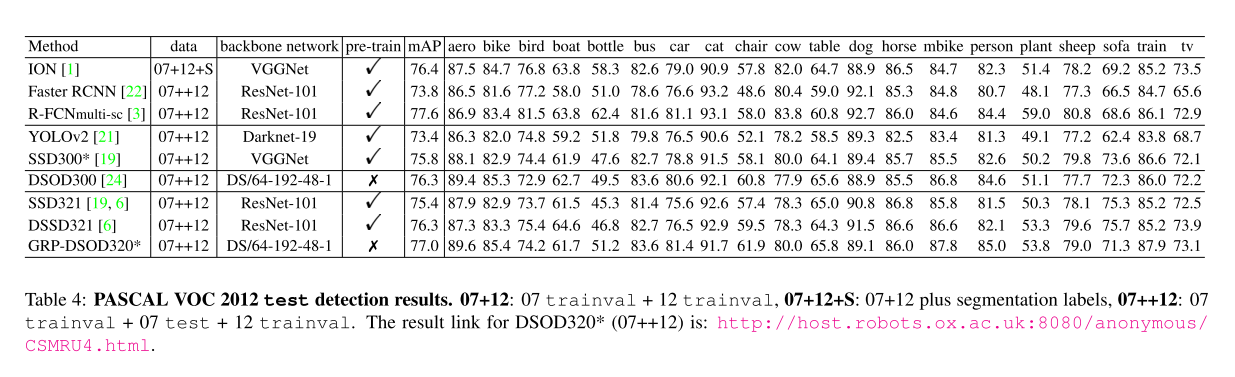 Method data backbone network pre-train mAP aero bike bird boat bottle bus car cat chair cow table dog horse mbike person plant sheep sofa train tv
ION [1] 07+12+S VGGNet ✓ 76.4 87.5 84.7 76.8 63.8 58.3 82.6 79.0 90.9 57.8 82.0 64.7 88.9 86.5 84.7 82.3 51.4 78.2 69.2 85.2 73.5
Faster RCNN [22] 07++12 ResNet-101 ✓ 73.8 86.5 81.6 77.2 58.0 51.0 78.6 76.6 93.2 48.6 80.4 59.0 92.1 85.3 84.8 80.7 48.1 77.3 66.5 84.7 65.6
R-FCNmulti-sc [3] 07++12 ResNet-101 ✓ 77.6 86.9 83.4 81.5 63.8 62.4 81.6 81.1 93.1 58.0 83.8 60.8 92.7 86.0 84.6 84.4 59.0 80.8 68.6 86.1 72.9
YOLOv2 [21] 07++12 Darknet-19 ✓ 73.4 86.3 82.0 74.8 59.2 51.8 79.8 76.5 90.6 52.1 78.2 58.5 89.3 82.5 83.4 81.3 49.1 77.2 62.4 83.8 68.7
SSD300* [19] 07++12 VGGNet ✓ 75.8 88.1 82.9 74.4 61.9 47.6 82.7 78.8 91.5 58.1 80.0 64.1 89.4 85.7 85.5 82.6 50.2 79.8 73.6 86.6 72.1
DSOD300 [24] 07++12 DS/64-192-48-1 ✗ 76.3 89.4 85.3 72.9 62.7 49.5 83.6 80.6 92.1 60.8 77.9 65.6 88.9 85.5 86.8 84.6 51.1 77.7 72.3 86.0 72.2
SSD321 [19, 6] 07++12 ResNet-101 ✓ 75.4 87.9 82.9 73.7 61.5 45.3 81.4 75.6 92.6 57.4 78.3 65.0 90.8 86.8 85.8 81.5 50.3 78.1 75.3 85.2 72.5
DSSD321 [6] 07++12 ResNet-101 ✓ 76.3 87.3 83.3 75.4 64.6 46.8 82.7 76.5 92.9 59.5 78.3 64.3 91.5 86.6 86.6 82.1 53.3 79.6 75.7 85.2 73.9
GRP-DSOD320* 07++12 DS/64-192-48-1 ✗ 77.0 89.6 85.4 74.2 61.7 51.2 83.6 81.4 91.7 61.9 80.0 65.8 89.1 86.0 87.8 85.0 53.8 79.0 71.3 87.9 73.1
Table 4: PASCAL VOC 2012 test detection results. 07+12: 07 trainval + 12 trainval, 07+12+S: 07+12 plus segmentation labels, 07++12: 07
trainval + 07 test + 12 trainval. The result link for DSOD320* (07++12) is: http://host.robots.ox.ac.uk:8080/anonymous/
CSMRU4.html.